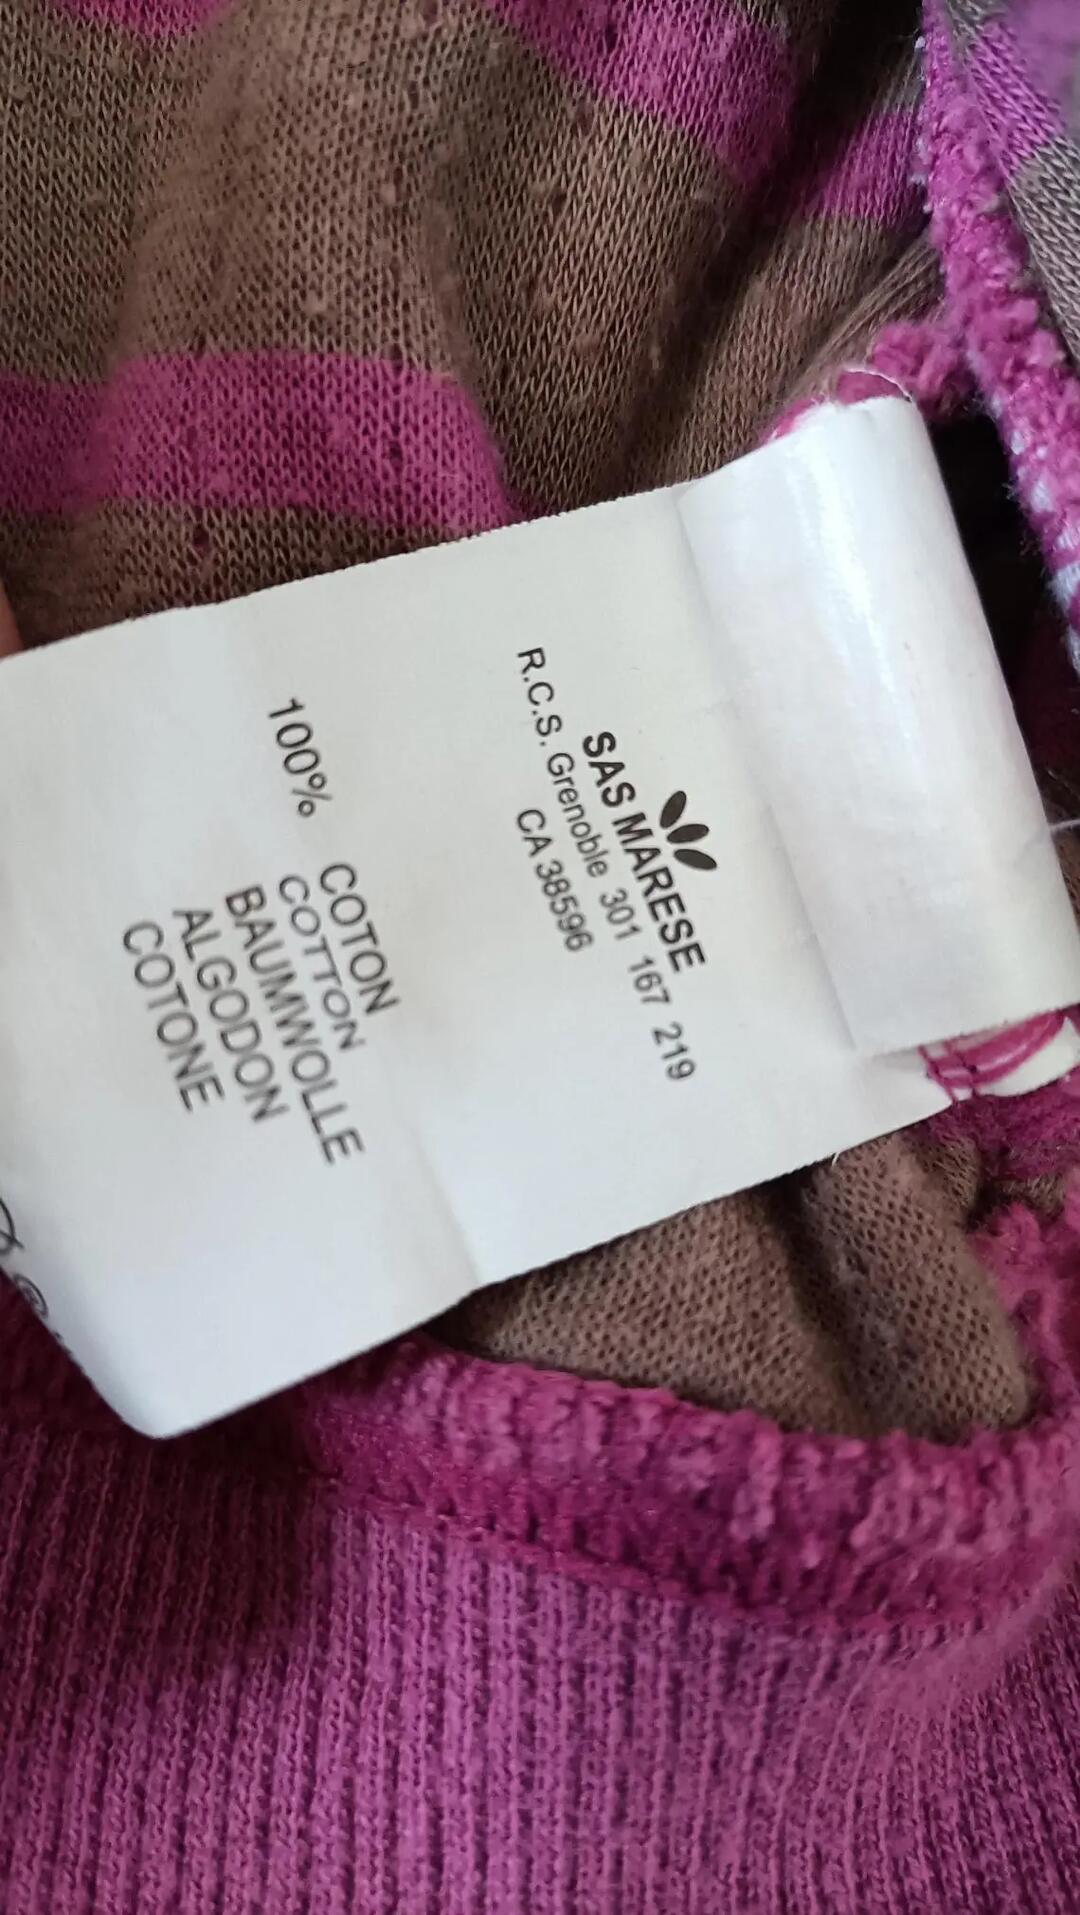 SAS MARESE
R.C.S. Grenoble 301 167 219
CA 38596
100% COTON
COTTON
BAUMWOLLE
ALGODON
COTONE